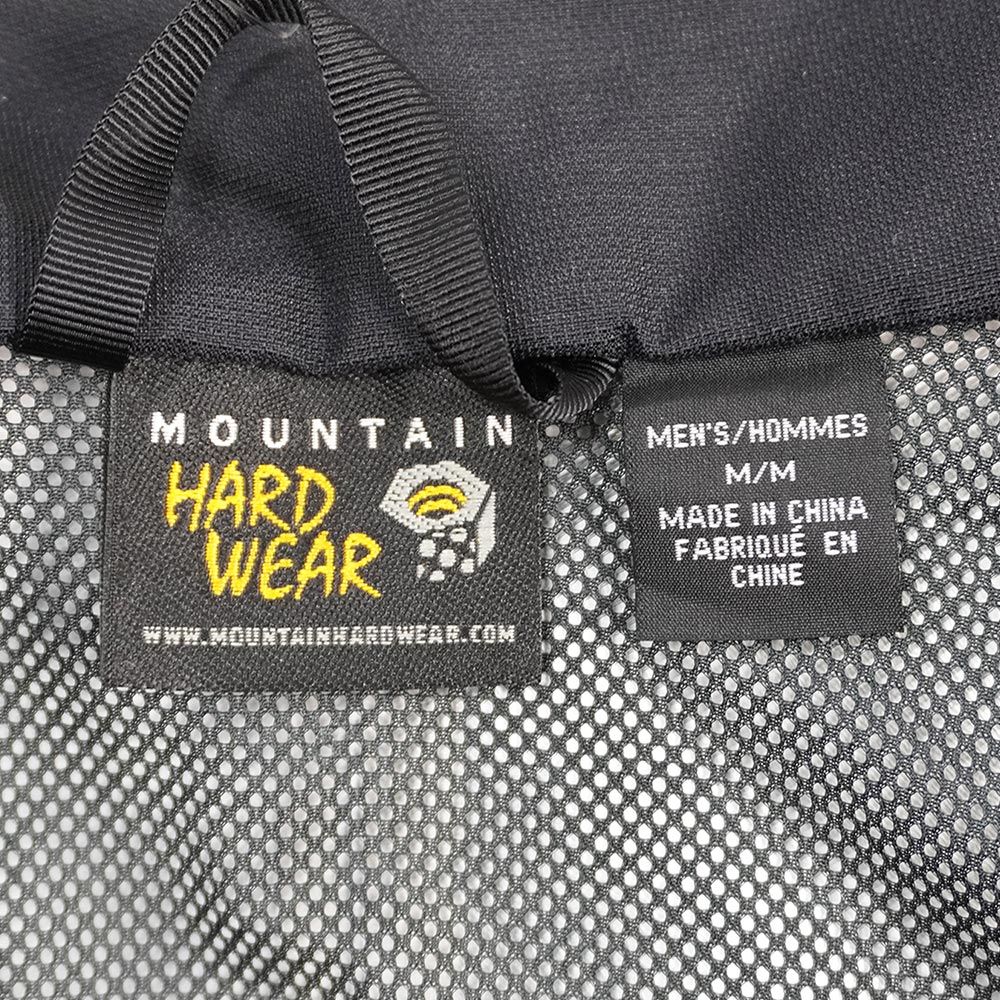 MOUNTAIN
HARD
WEAR
WWW.MOUNTAINHARDWEAR.COM
MEN'S/HOMMES
M/M
MADE IN CHINA
FABRIQUÉ EN
CHINE